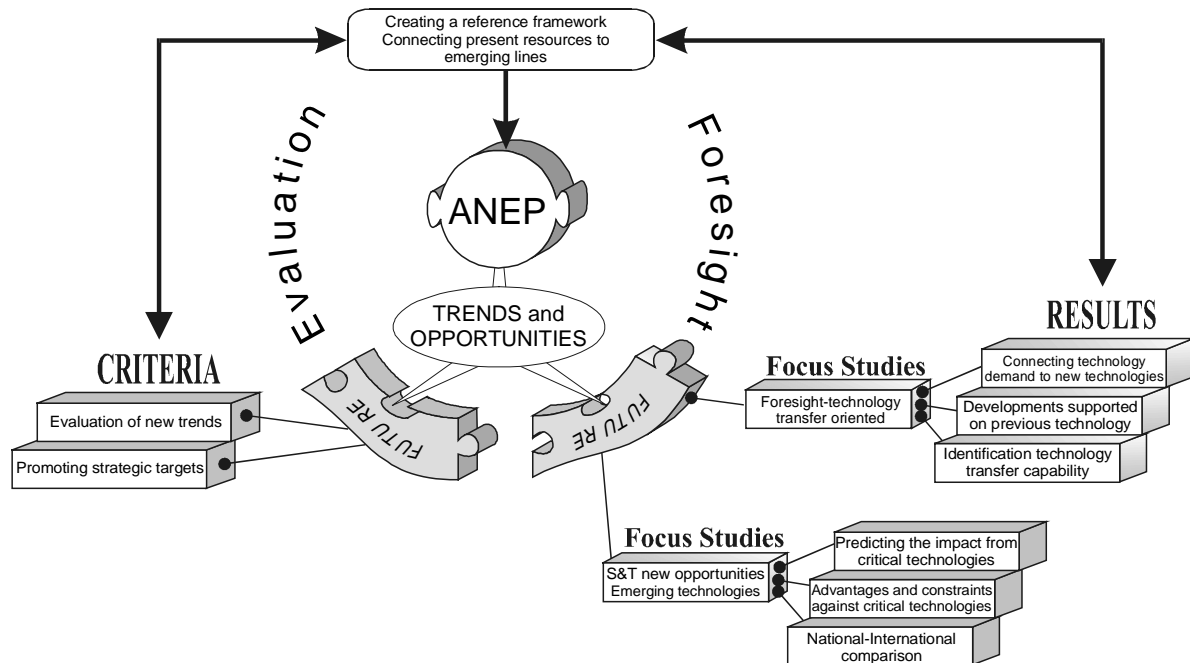 Creating a reference framework
Connecting present resources to
emerging lines
Evaluation
Foresight
ANEP
TRENDS and
OPPORTUNITIES
CRITERIA
Evaluation of new trends
Promoting strategic targets
FUTU RE
FUTU RE
RESULTS
Focus Studies
Foresight-technology
transfer oriented
Connecting technology
demand to new technologies
Developments supported
on previous technology
Identification technology
transfer capability
Focus Studies
S&T new opportunities
Emerging technologies
Predicting the impact from
critical technologies
Advantages and constraints
against critical technologies
National-International
comparison